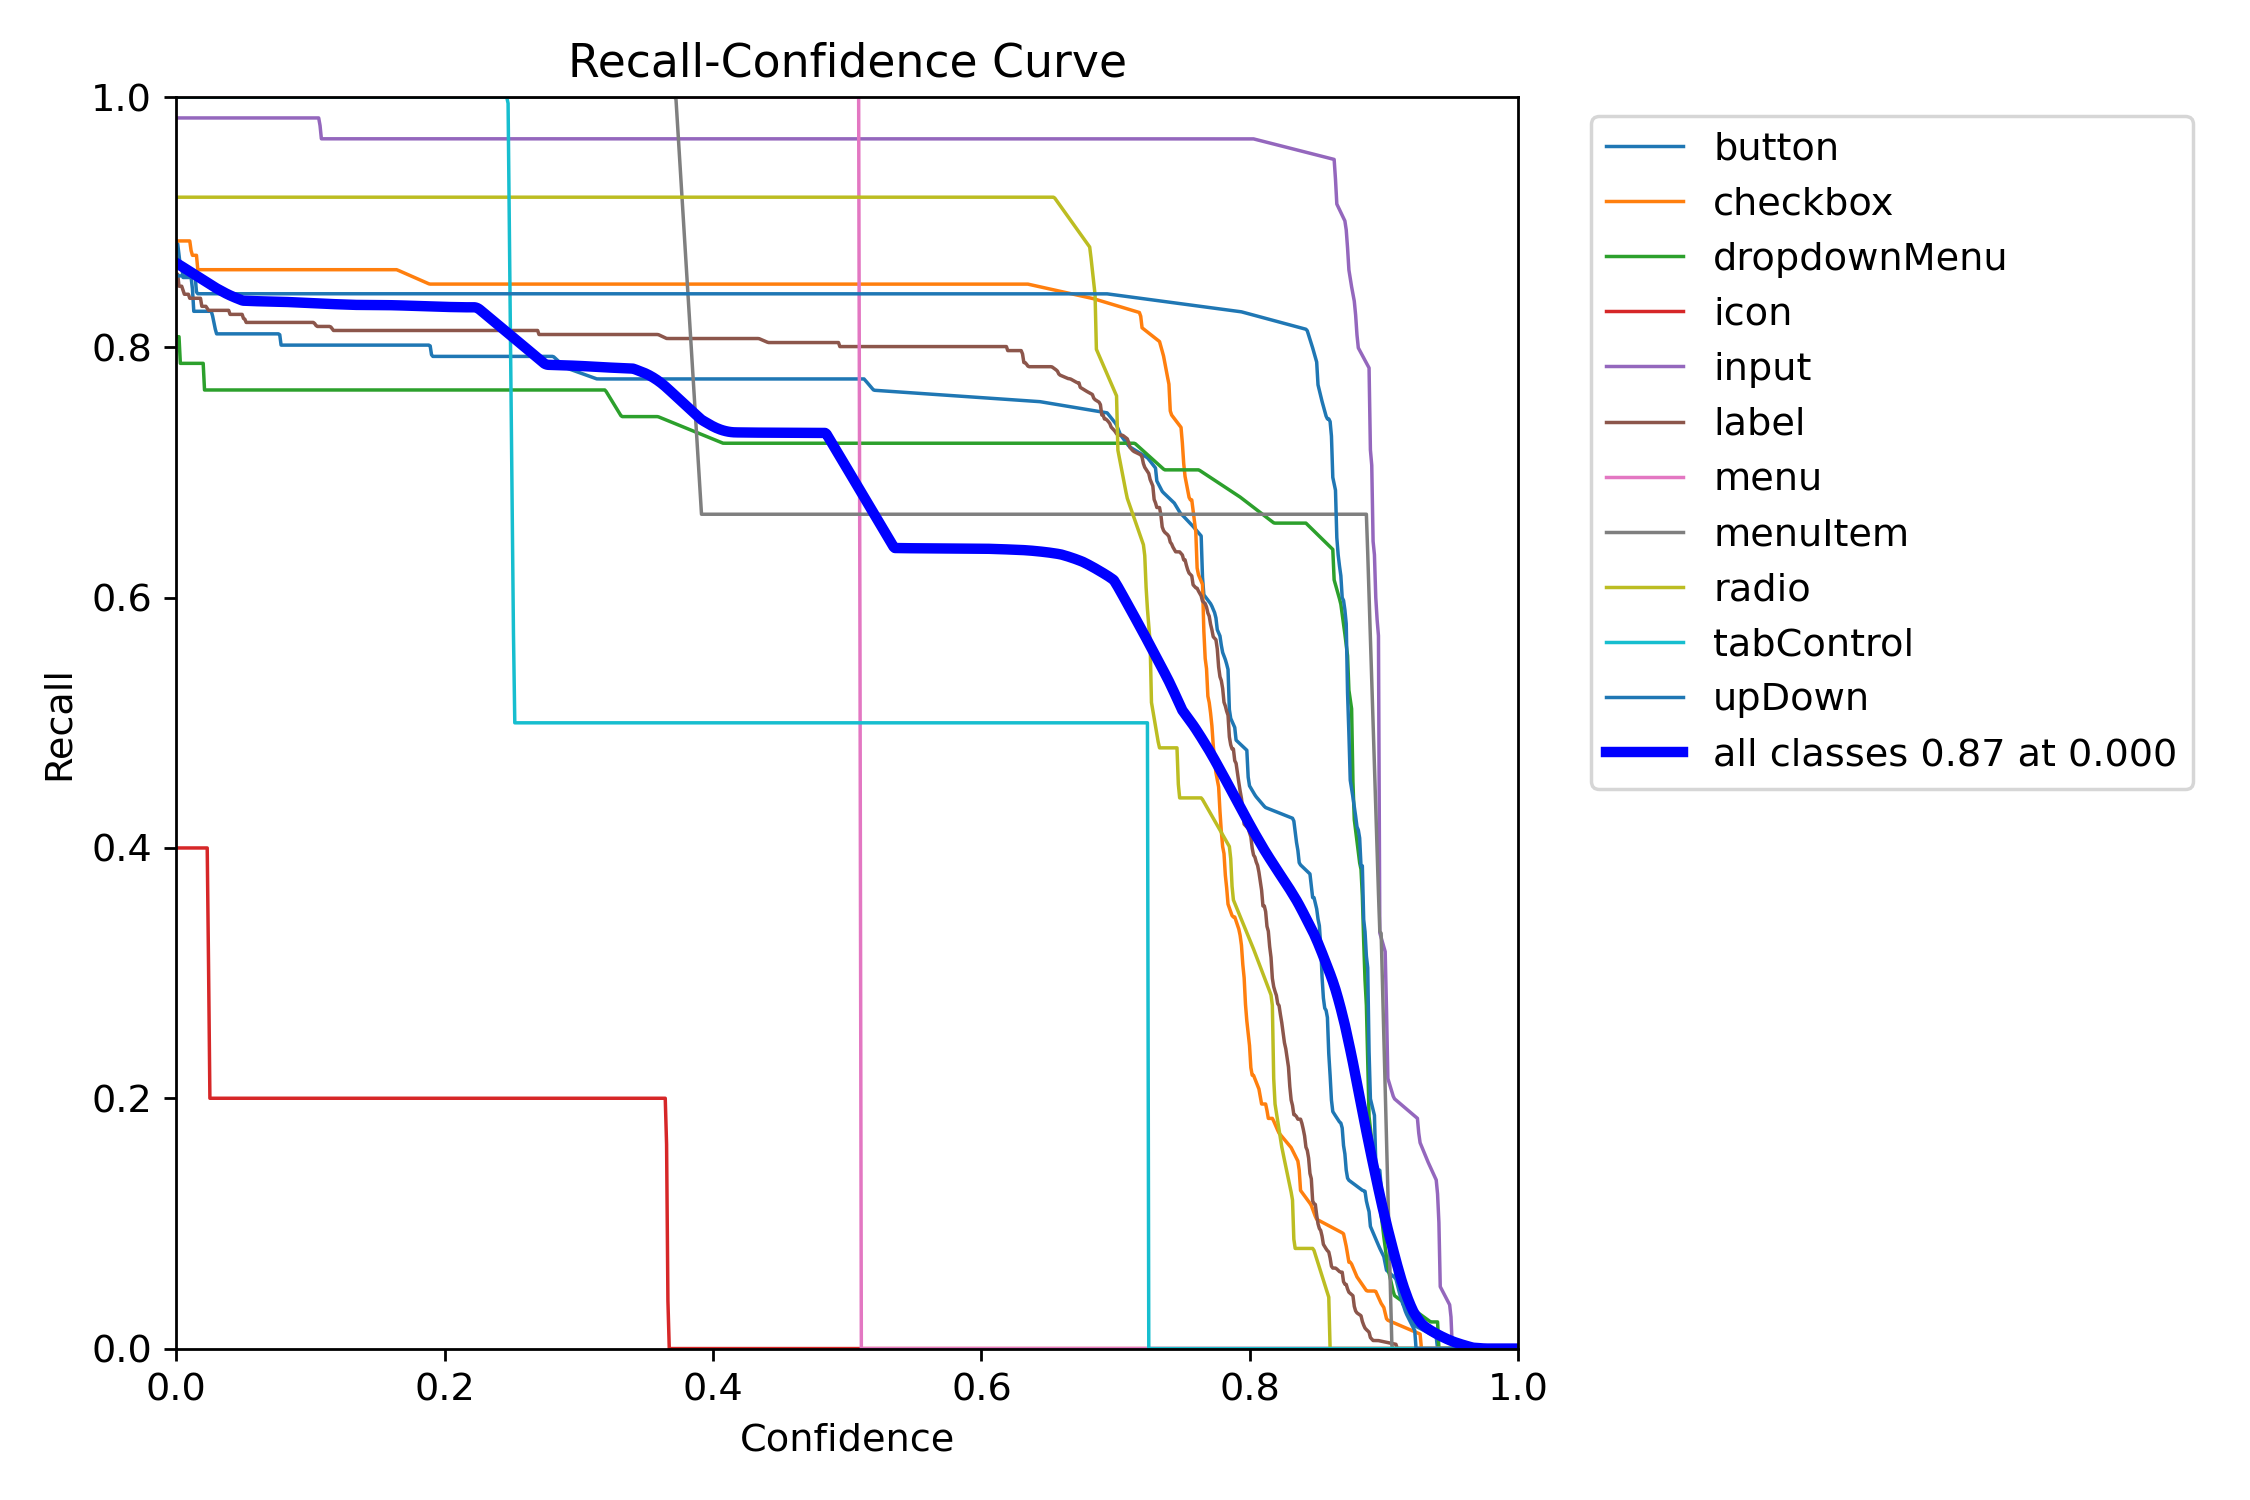 Recall-Confidence Curve
1.0
0.8
0.6
0.4
0.2
0.0
Recall
0.0 0.2 0.4 0.6 0.8 1.0
Confidence
button
checkbox
dropdownMenu
icon
input
label
menu
menuItem
radio
tabControl
upDown
all classes 0.87 at 0.000